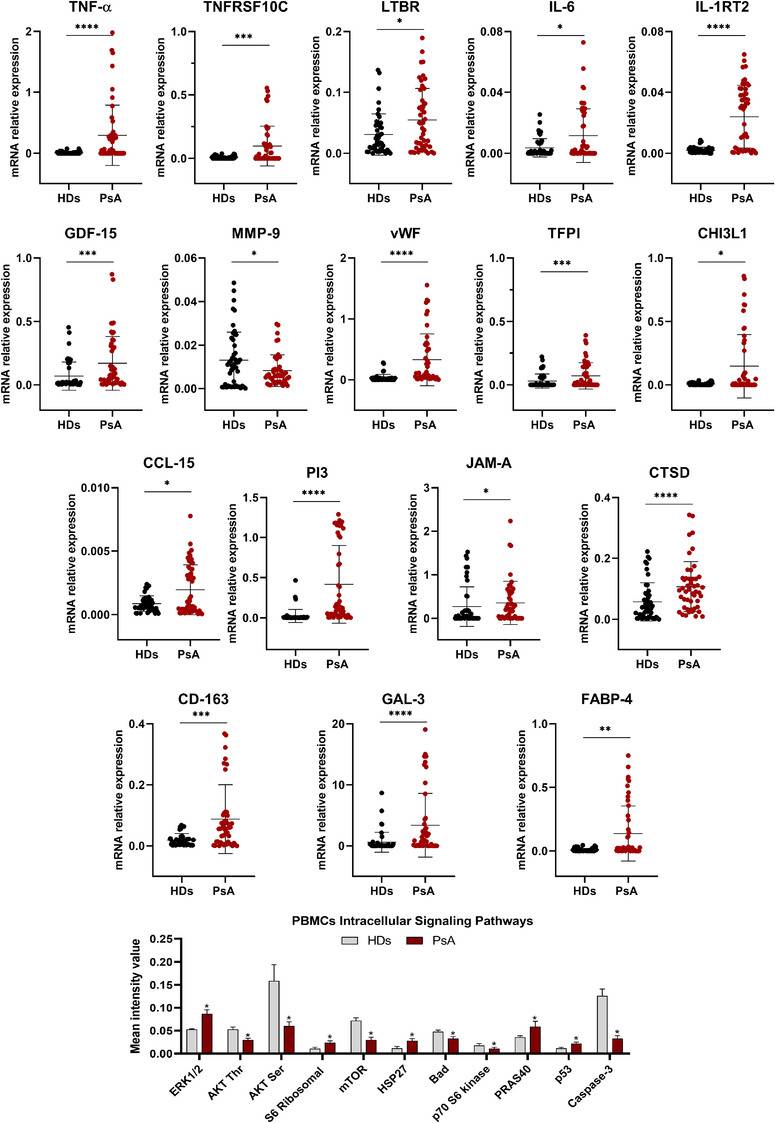 TNF-α TNFRSF10C LTBR IL-6 IL-1RT2
**** *** * * ****
mRNA relative expression mRNA relative expression mRNA relative expression mRNA relative expression mRNA relative expression
2 1.0 0.2 0.08 0.08
1 0.5 0.1 0.04 0.04
0 0.0 0.0 0.00 0.00
HDs PsA HDs PsA HDs PsA HDs PsA HDs PsA
GDF-15 MMP-9 vWF TFPI CHI3L1
*** * **** *** *
mRNA relative expression mRNA relative expression mRNA relative expression mRNA relative expression mRNA relative expression
1.0 0.06 2 1.0 1.0
0.04
0.5 0.02 1 0.5 0.5
0.0 0.00 0 0.0 0.0
HDs PsA HDs PsA HDs PsA HDs PsA HDs PsA
CCL-15 PI3 JAM-A CTSD
* **** * ****
mRNA relative expression mRNA relative expression mRNA relative expression mRNA relative expression
0.010 1.5 3 0.4
0.005 1.0 2 0.2
0.000 0.5 1 0.0
0.0 0
HDs PsA HDs PsA HDs PsA HDs PsA
CD-163 GAL-3 FABP-4
*** **** **
mRNA relative expression mRNA relative expression mRNA relative expression
0.4 20 1.0
0.2 10 0.5
0.0 0 0.0
HDs PsA HDs PsA HDs PsA
PBMCs Intracellular Signaling Pathways
HDs PsA
Mean intensity value
0.25
0.20
0.15
0.10
0.05
0.00
* * * * * * * * * * *
ERK1/2 AKT Thr AKT Ser S6 Ribosomal mTOR HSP27 Bad p70 S6 kinase PRAS40 p53 Caspase-3